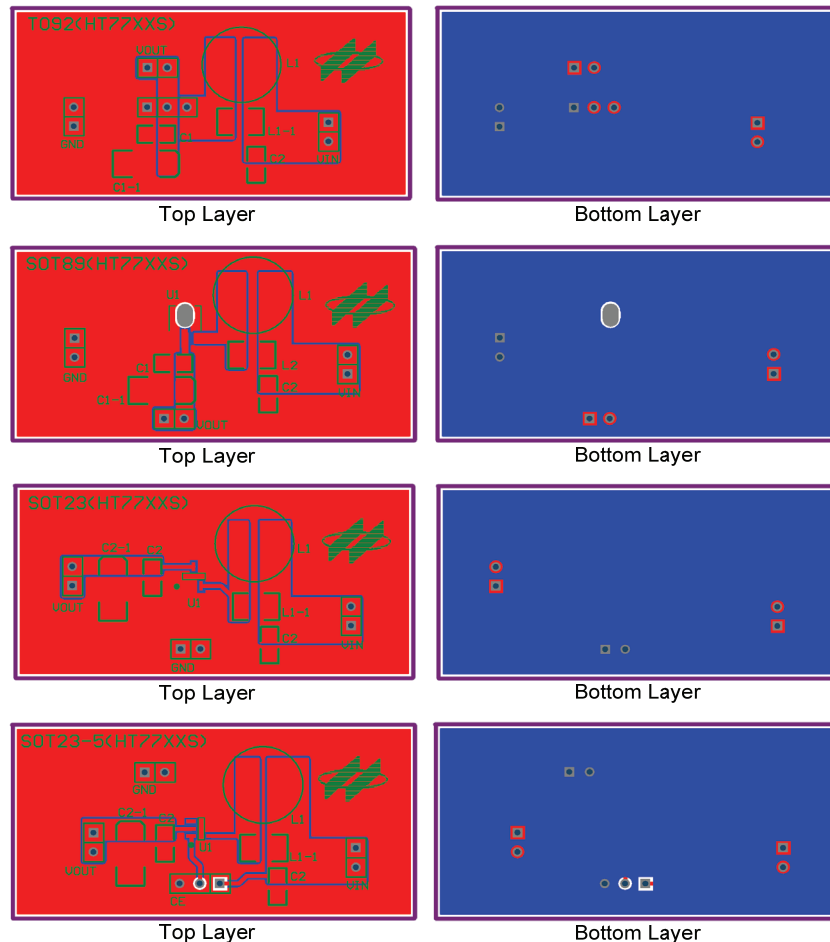 TO92(HT77XXS)
VOUT
L1
GND
C1
L1-1
VIN
C2
C1-1
Top Layer
Bottom Layer
SOT89(HT77XXS)
U1
L1
GND
C1
L2
C1-1
C2
VIN
VOUT
Top Layer
Bottom Layer
SOT23(HT77XXS)
C2-1
C2
L1
VOUT
U1
L1-1
C2
VIN
GND
Top Layer
Bottom Layer
SOT23-5(HT77XXS)
GND
C2-1
L1
U1
L1-1
VOUT
C2
VIN
CE
Top Layer
Bottom Layer